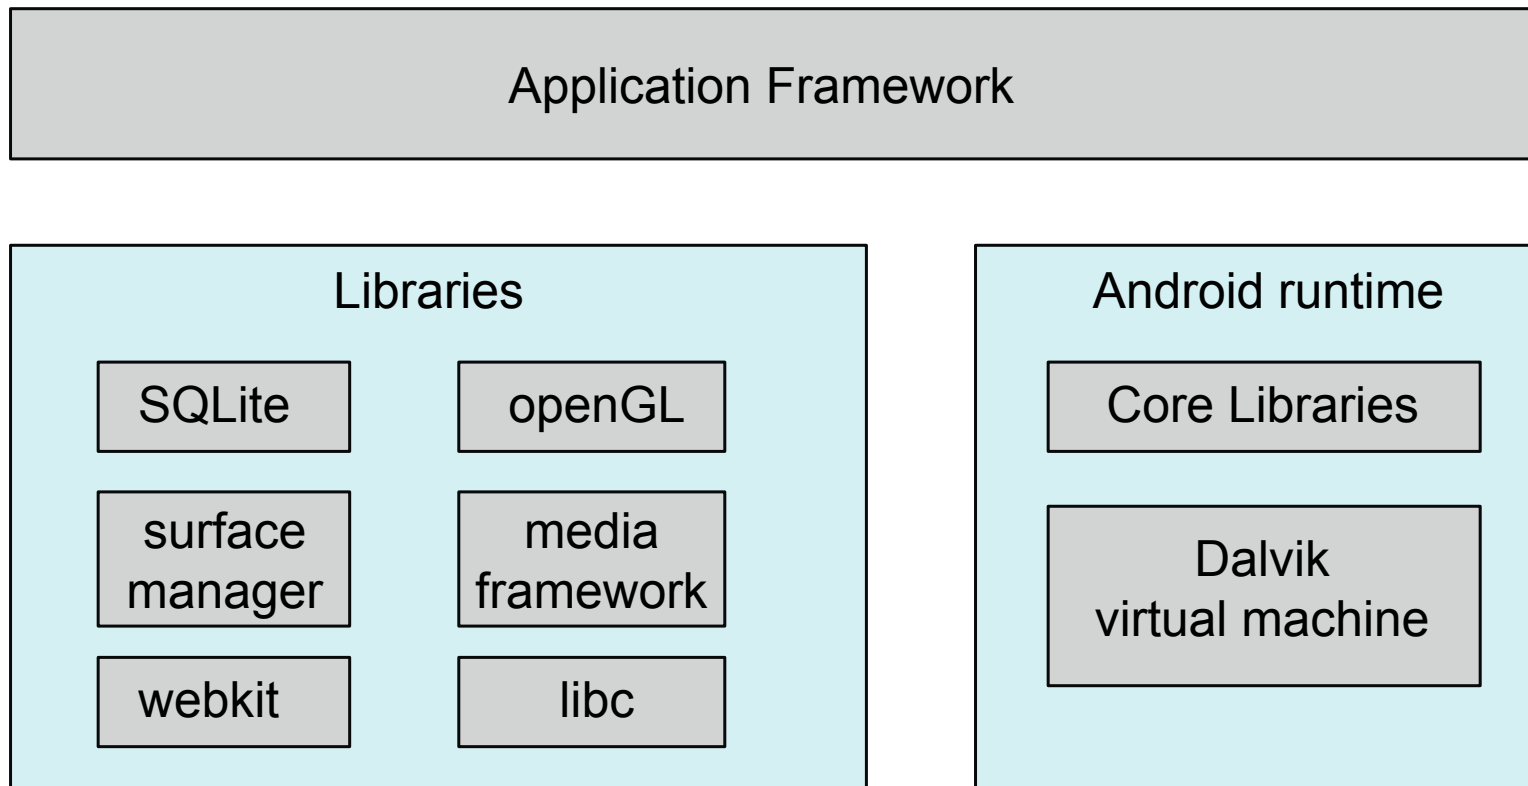 Application Framework
Libraries
SQLite
openGL
surface
manager
media
framework
webkit
libc
Android runtime
Core Libraries
Dalvik
virtual machine